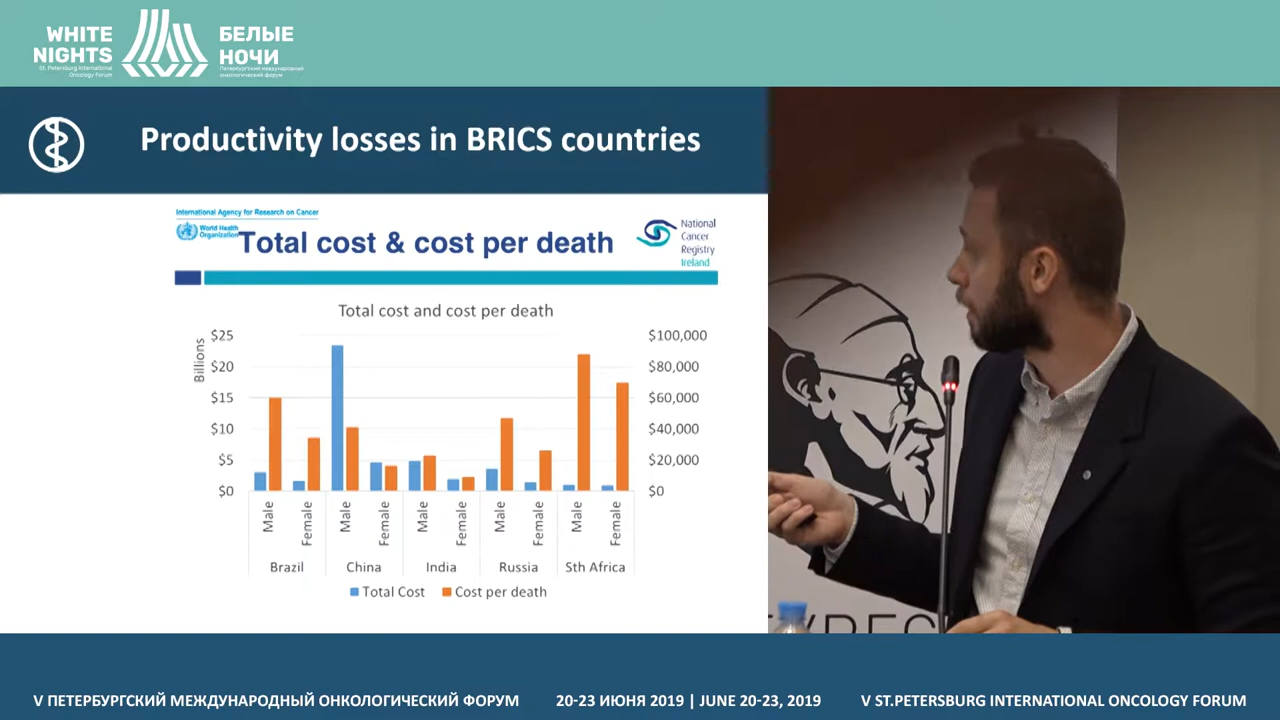 WHITE
NIGHTS
St. Petersburg International
Oncology Forum
БЕЛЫЕ
НОЧИ
Петербургский международный
онкологический форум
Productivity losses in BRICS countries
International Agency for Research on Cancer
World Health
Organization
Total cost & cost per death
National
Cancer
Registry
Ireland
Total cost and cost per death
Billions
$25
$20
$15
$10
$5
$0
$100,000
$80,000
$60,000
$40,000
$20,000
$0
Male Female Male Female Male Female Male Female Male Female
Brazil China India Russia Sth Africa
Total Cost Cost per death
V ПЕТЕРБУРГСКИЙ МЕЖДУНАРОДНЫЙ ОНКОЛОГИЧЕСКИЙ ФОРУМ 20-23 ИЮНЯ 2019 | JUNE 20-23, 2019 V ST.PETERSBURG INTERNATIONAL ONCOLOGY FORUM